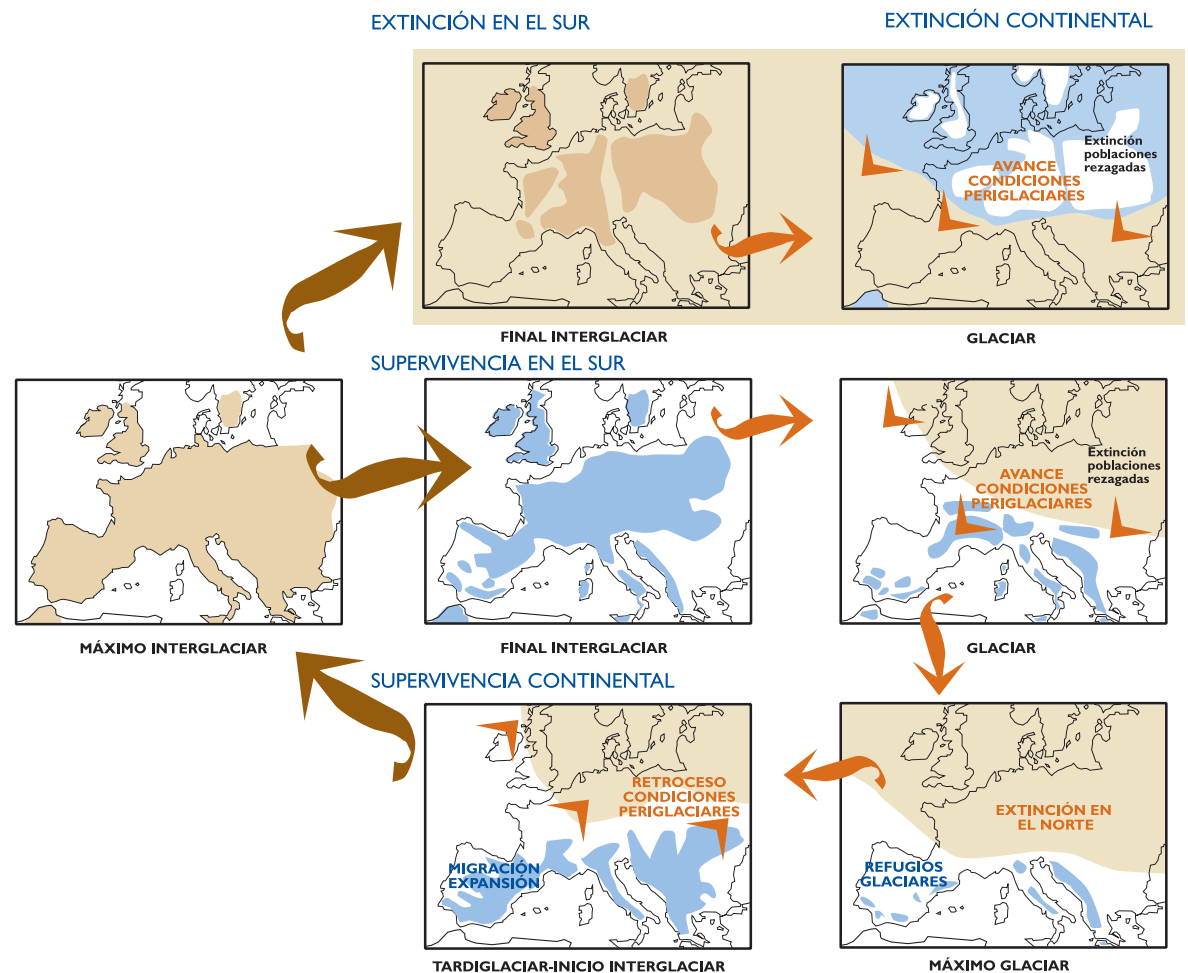 EXTINCIÓN EN EL SUR
EXTINCIÓN CONTINENTAL
Extinción
poblaciones
rezagadas
AVANCE
CONDICIONES
PERIGLACIARES
FINAL INTERGLACIAR
GLACIAR
SUPERVIVENCIA EN EL SUR
Extinción
poblaciones
rezagadas
AVANCE
CONDICIONES
PERIGLACIARES
MÁXIMO INTERGLACIAR
FINAL INTERGLACIAR
GLACIAR
SUPERVIVENCIA CONTINENTAL
RETROCESO
CONDICIONES
PERIGLACIARES
MIGRACIÓN
EXPANSIÓN
EXTINCIÓN EN
EL NORTE
REFUGIOS
GLACIARES
TARDIGLACIAR-INICIO INTERGLACIAR
MÁXIMO GLACIAR